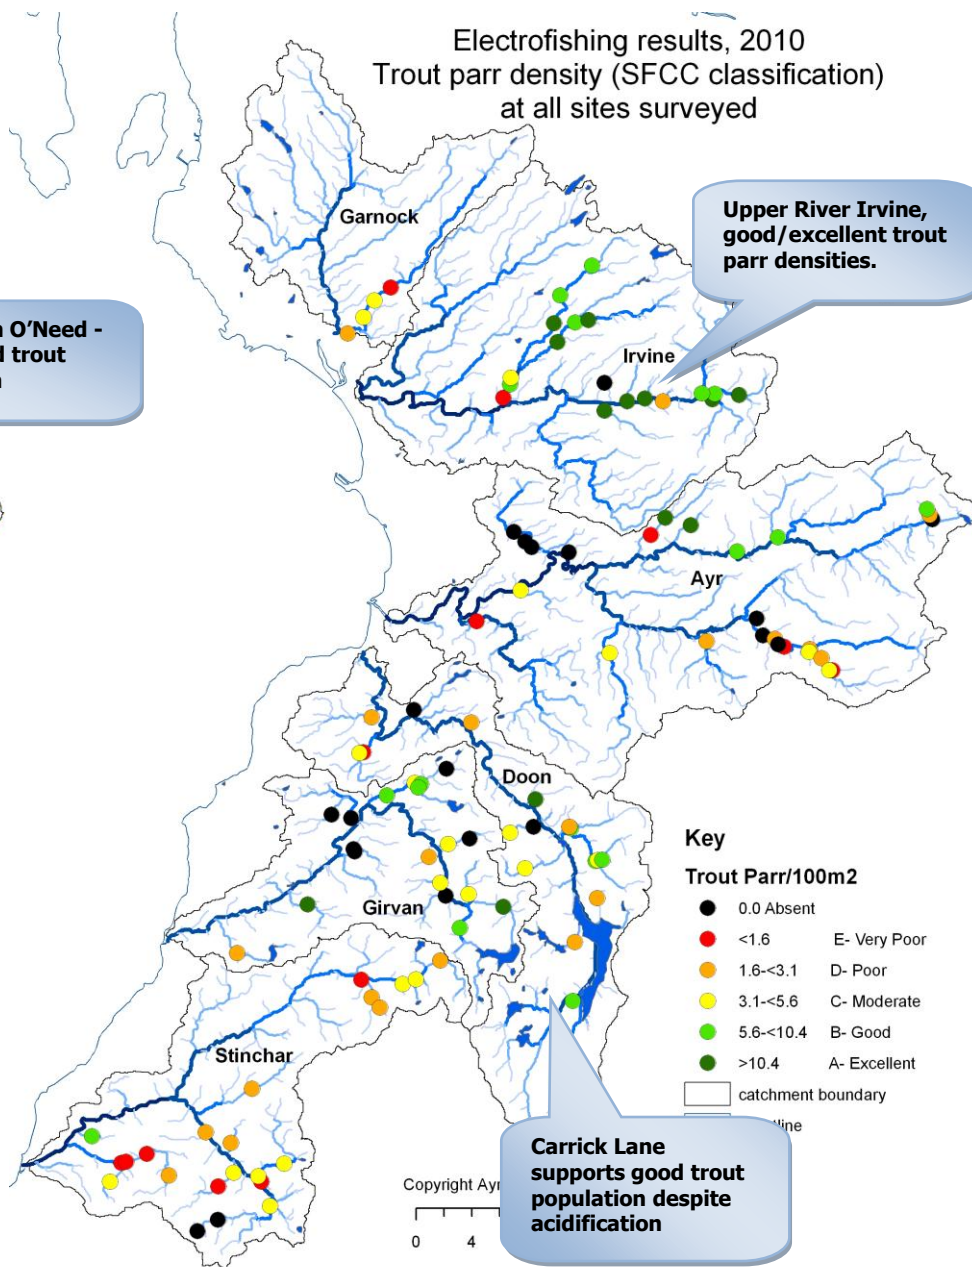 Electrofishing results, 2010
Trout parr density (SFCC classification)
at all sites surveyed
Garnock
Upper River Irvine,
good/excellent trout
parr densities.
O'Need -
trout
Irvine
Ayr
Doon
Girvan
Stinchar
Key
Trout Parr/100m2
0.0 Absent
<1.6 E- Very Poor
1.6-<3.1 D- Poor
3.1-<5.6 C- Moderate
5.6-<10.4 B- Good
>10.4 A- Excellent
catchment boundary
Carrick Lane
supports good trout
population despite
acidification
Copyright
0 4